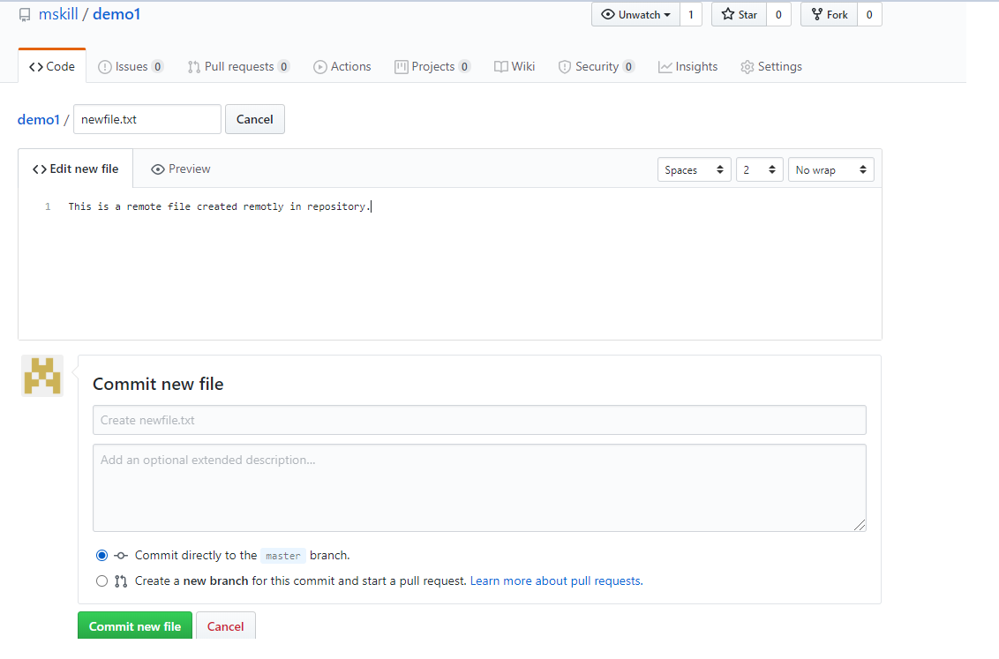 mskill / demo1
Unwatch 1 Star 0 Fork 0
Code Issues 0 Pull requests 0 Actions Projects 0 Wiki Security 0 Insights Settings
demo1 / newfile.txt Cancel
Edit new file Preview Spaces 2 No wrap
1 This is a remote file created remotly in repository.
Commit new file
Create newfile.txt
Add an optional extended description...
Commit directly to the master branch.
Create a new branch for this commit and start a pull request. Learn more about pull requests.
Commit new file Cancel